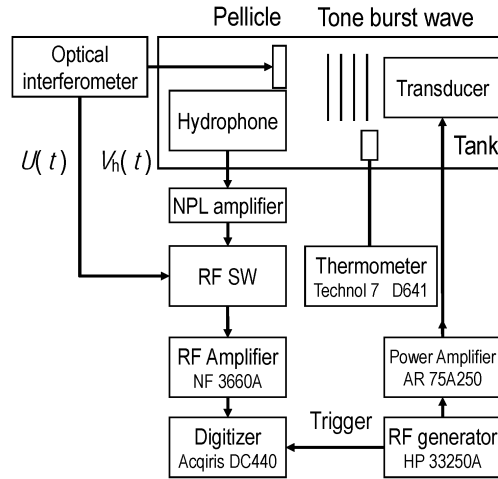 Pellicle
Tone burst wave
Optical
interferometer
Transducer
Hydrophone
Tank
U( t )
Vh( t )
NPL amplifier
RF SW
Thermometer
Technol 7 D641
RF Amplifier
NF 3660A
Power Amplifier
AR 75A250
Trigger
Digitizer
Acqiris DC440
RF generator
HP 33250A